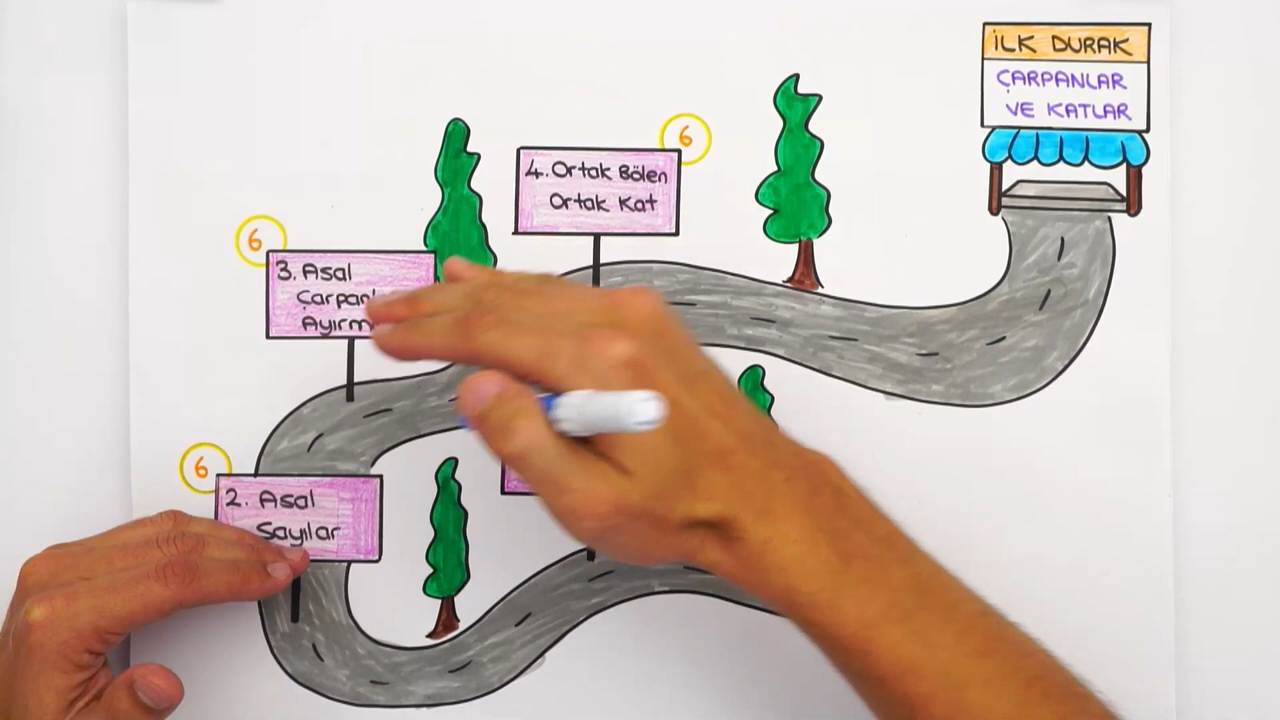 İLK DURAK
ÇARPANLAR
VE KATLAR
6
4. Ortak Bölen
Ortak Kat
6
3. Asal
6
2. Asal
Sayılar